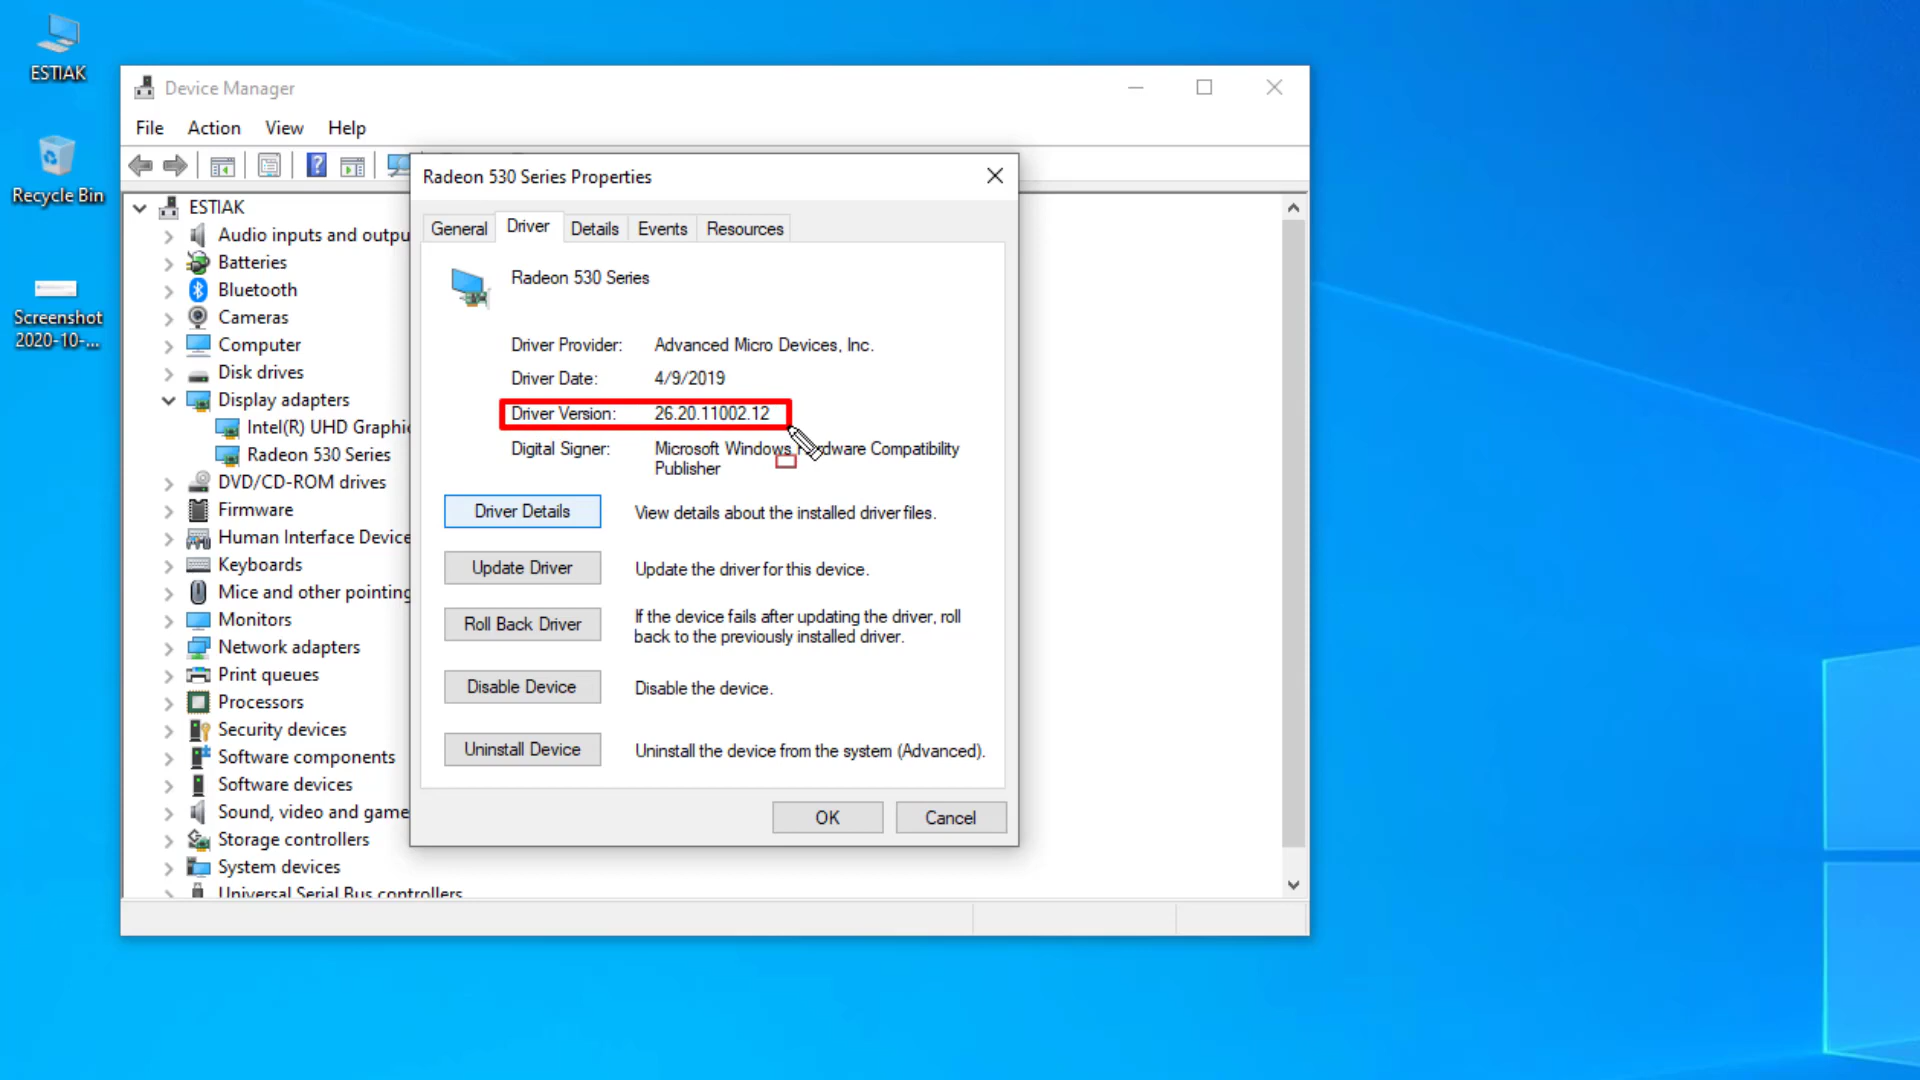 ESTIAK
Recycle Bin
Screenshot
2020-10-...
Device Manager
File Action View Help
ESTIAK
Audio inputs and outpu
Batteries
Bluetooth
Cameras
Computer
Disk drives
Display adapters
Intel(R) UHD Graphi
Radeon 530 Series
DVD/CD-ROM drives
Firmware
Human Interface Device
Keyboards
Mice and other pointing
Monitors
Network adapters
Print queues
Processors
Security devices
Software components
Software devices
Sound, video and game
Storage controllers
System devices
Universal Serial Bus controllers
Radeon 530 Series Properties
General Driver Details Events Resources
Radeon 530 Series
Driver Provider: Advanced Micro Devices, Inc.
Driver Date: 4/9/2019
Driver Version: 26.20.11002.12
Digital Signer: Microsoft Windows Hardware Compatibility
Publisher
Driver Details View details about the installed driver files.
Update Driver Update the driver for this device.
Roll Back Driver If the device fails after updating the driver, roll
back to the previously installed driver.
Disable Device Disable the device.
Uninstall Device Uninstall the device from the system (Advanced).
OK Cancel